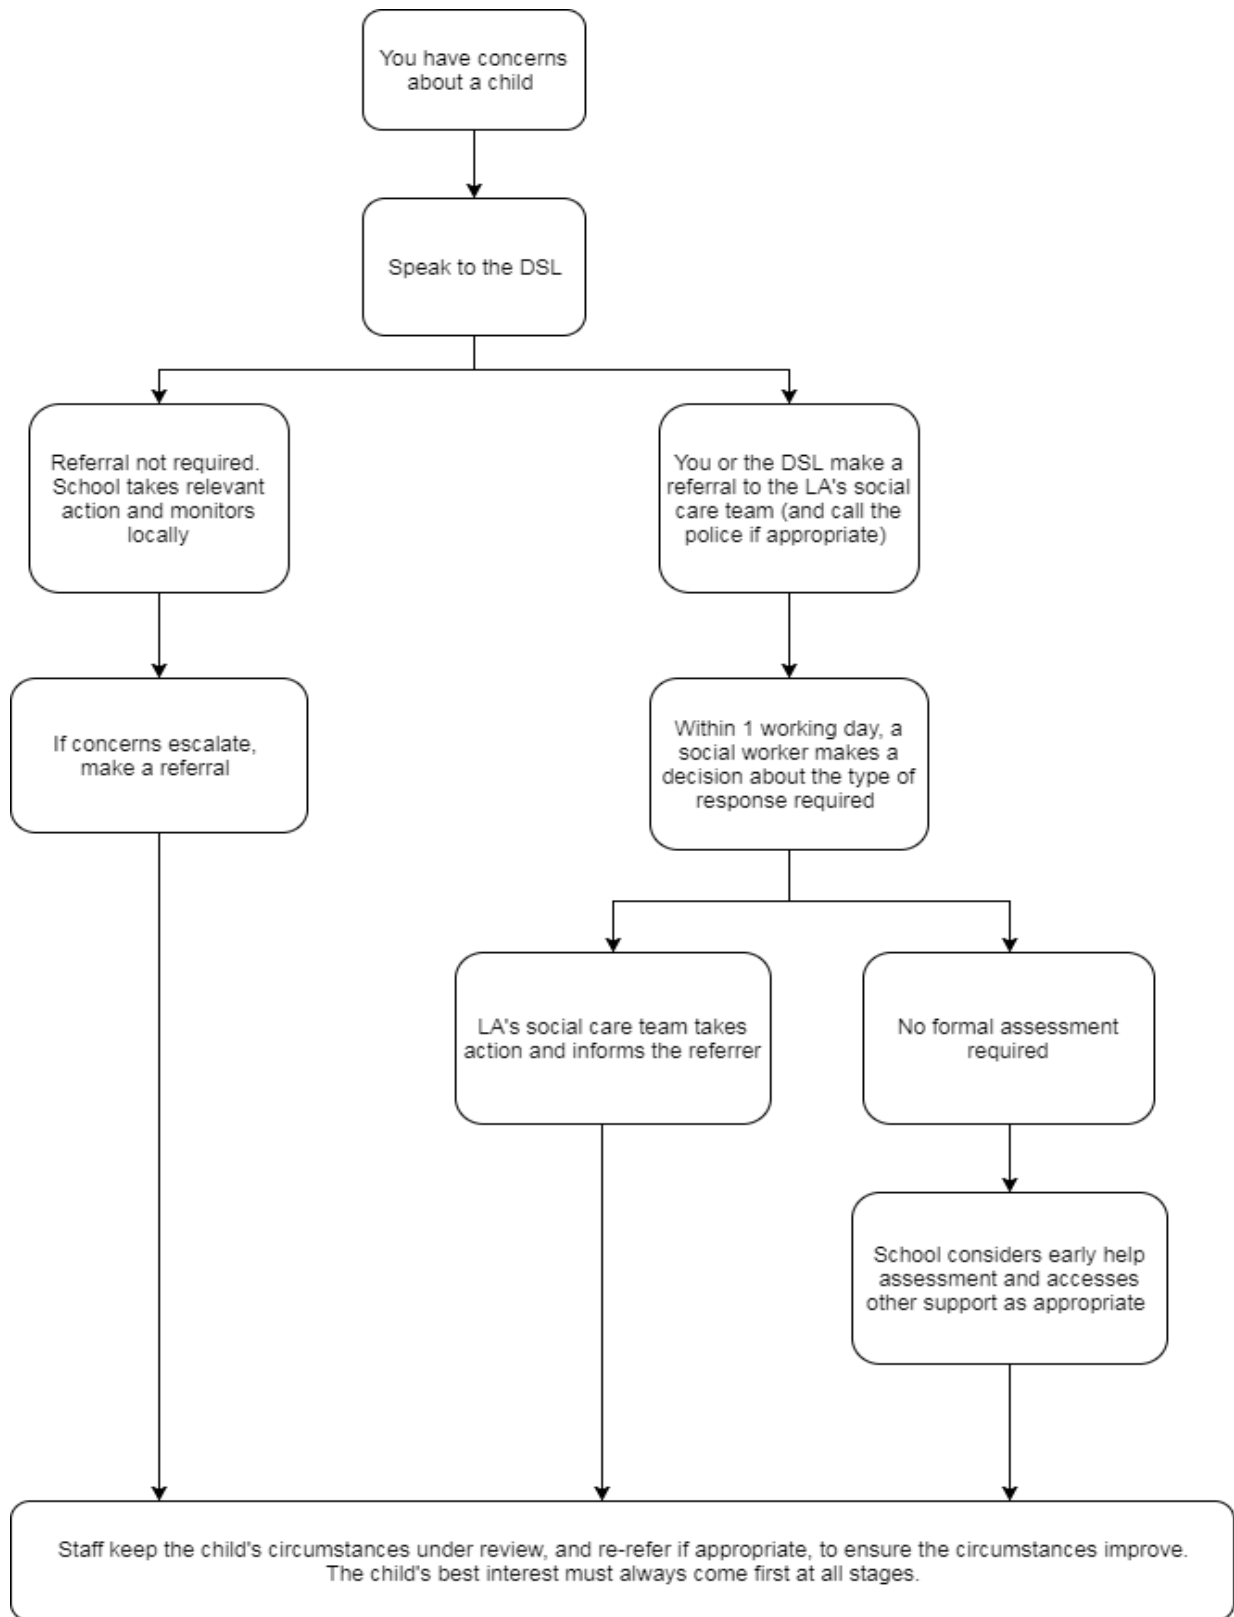 You have concerns
about a child
Speak to the DSL
Referral not required.
School takes relevant
action and monitors
locally
You or the DSL make a
referral to the LA's social
care team (and call the
police if appropriate)
If concerns escalate,
make a referral
Within 1 working day, a
social worker makes a
decision about the type of
response required
LA's social care team takes
action and informs the referrer
No formal assessment
required
School considers early help
assessment and accesses
other support as appropriate
Staff keep the child's circumstances under review, and re-refer if appropriate, to ensure the circumstances improve.
The child's best interest must always come first at all stages.